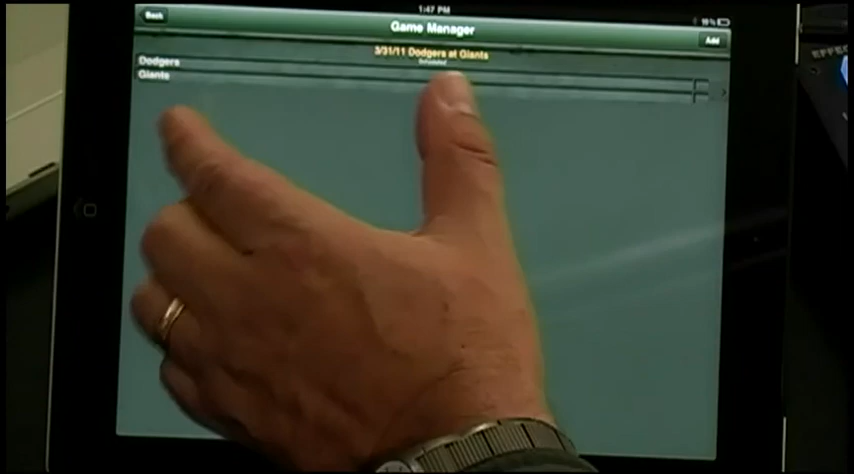 1:47 PM
Back
Game Manager
Add
3/31/11 Dodgers at Giants
Scheduled
Dodgers
Giants